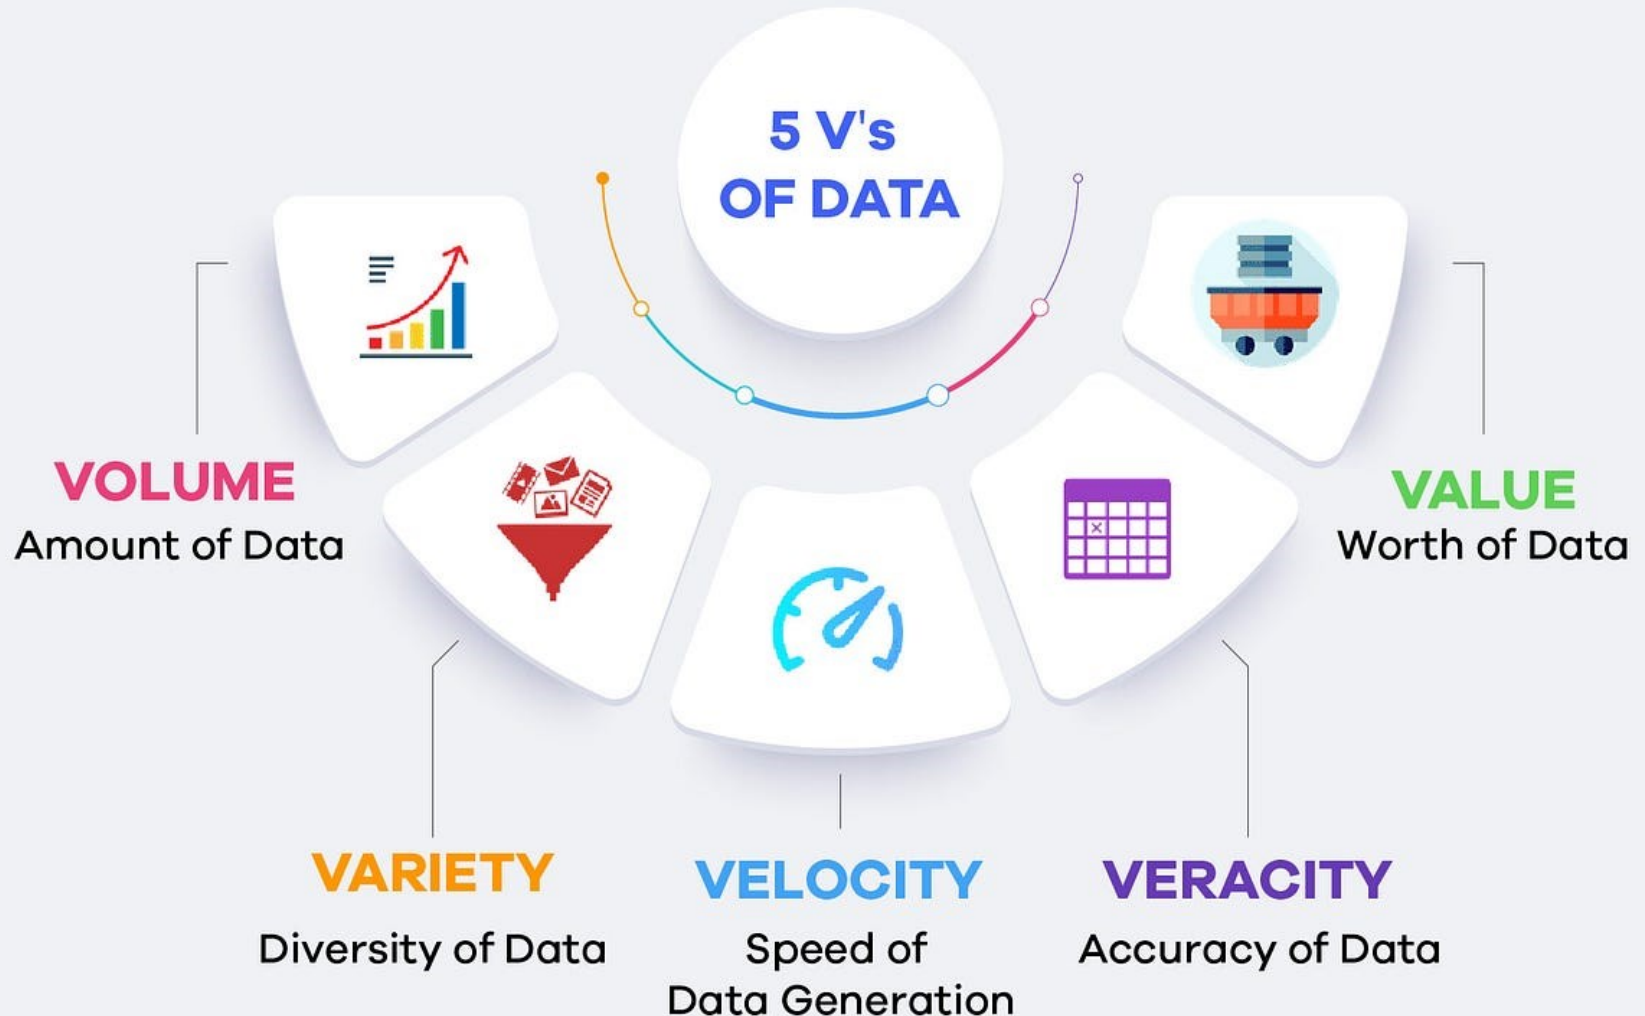 5 V's
OF DATA
VOLUME
Amount of Data
VARIETY
Diversity of Data
VELOCITY
Speed of
Data Generation
VERACITY
Accuracy of Data
VALUE
Worth of Data